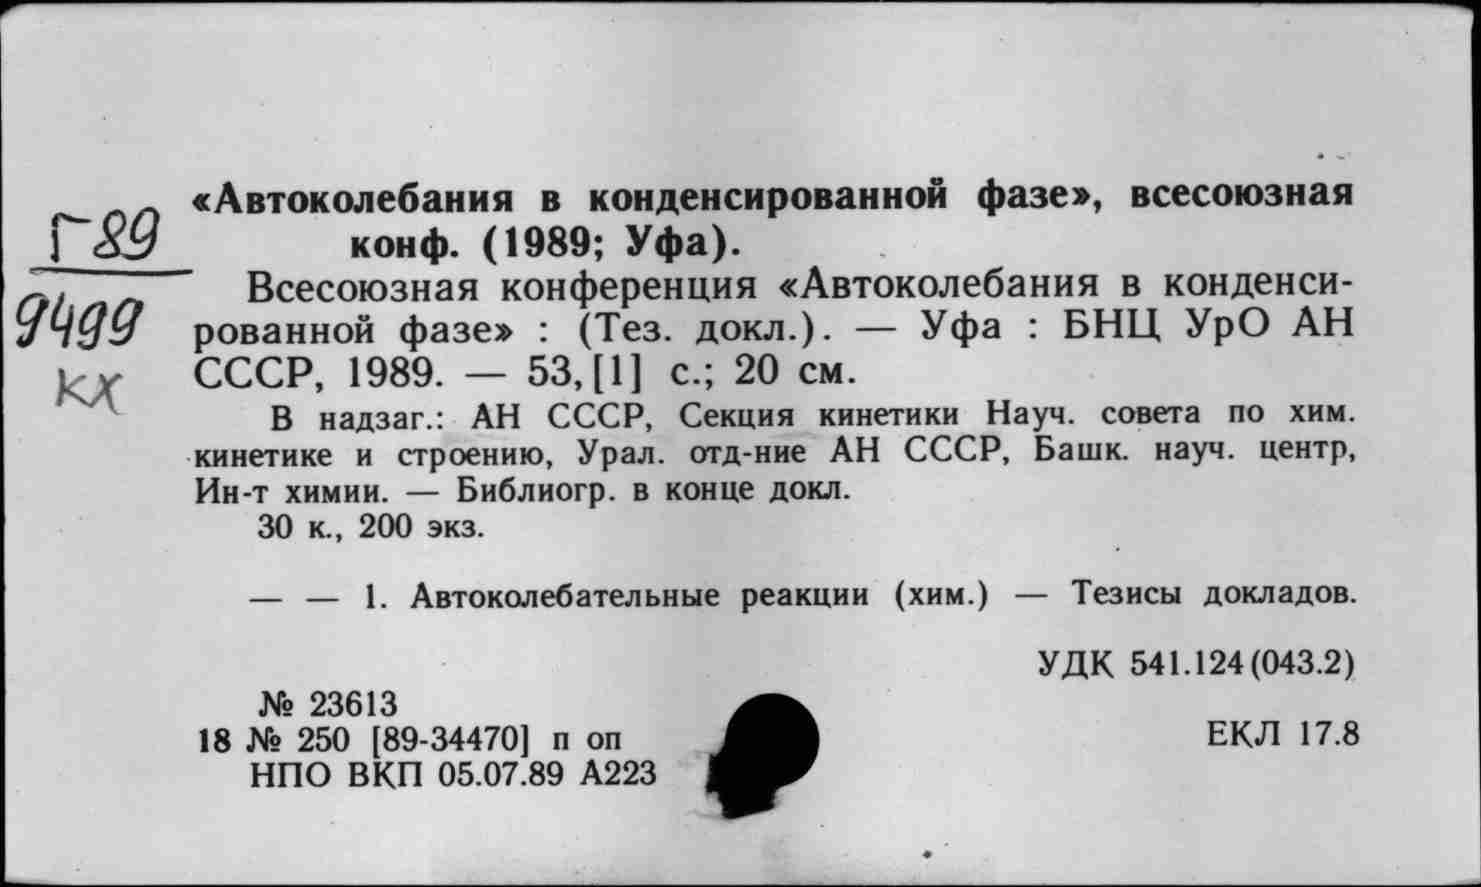 «Автоколебания в конденсированной фазе», всесоюзная
конф. (1989; Уфа).
Г89
9499
кх
Всесоюзная конференция «Автоколебания в конденси-
рованной фазе» : (Тез. докл.). — Уфа : БНЦ УрО АН
СССР, 1989. — 53, [1] с.; 20 см.
В надзаг.: АН СССР, Секция кинетики Науч. совета по хим.
кинетике и строению, Урал. отд-ние АН СССР, Башк. науч. центр,
Ин-т химии. — Библиогр. в конце докл.
30 к., 200 экз.
— — 1. Автоколебательные реакции (хим.) — Тезисы докладов.
УДК 541.124(043.2)
№ 23613
18 № 250 [89-34470] п оп
ЕКЛ 17.8
НПО ВКП 05.07.89 А223